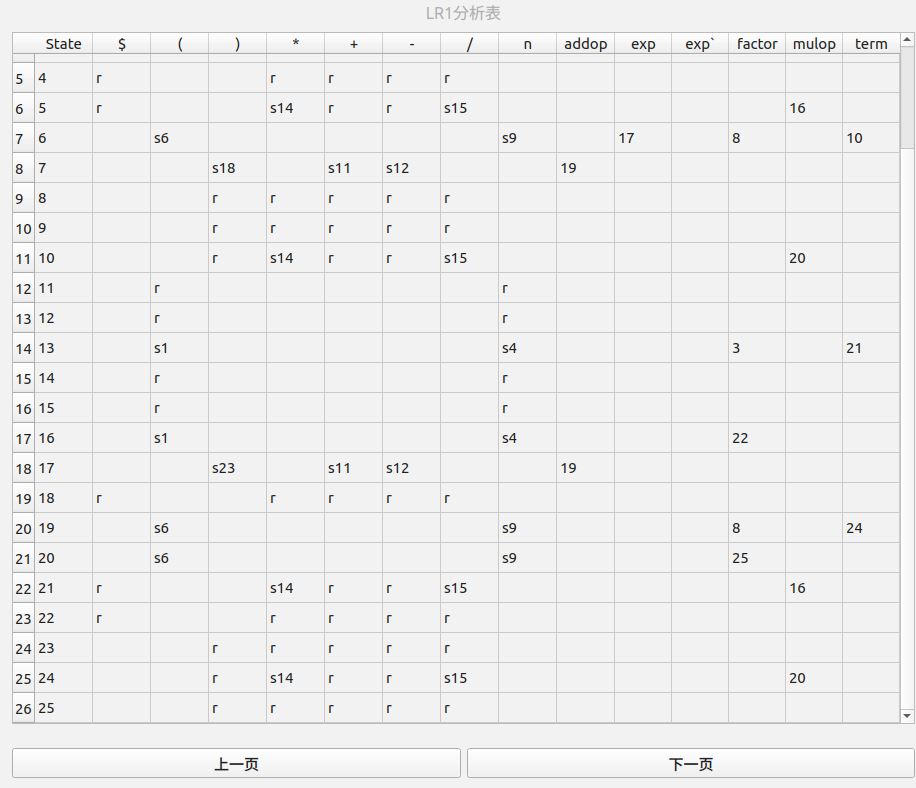 LR1分析表
State $ ( ) * + - / n addop exp exp` factor mulop term
5 4 r r r r r
6 5 r s14 r r s15 16
7 6 s6 s9 17 8 10
8 7 s18 s11 s12 19
9 8 r r r r r
10 9 r r r r r
11 10 r s14 r r s15 20
12 11 r r
13 12 r r
14 13 s1 s4 3 21
15 14 r r
16 15 r r
17 16 s1 s4 22
18 17 s23 s11 s12 19
19 18 r r r r r
20 19 s6 s9 8 24
21 20 s6 s9 25
22 21 r s14 r r s15 16
23 22 r r r r r
24 23 r r r r r
25 24 r s14 r r s15 20
26 25 r r r r r
上一页 下一页